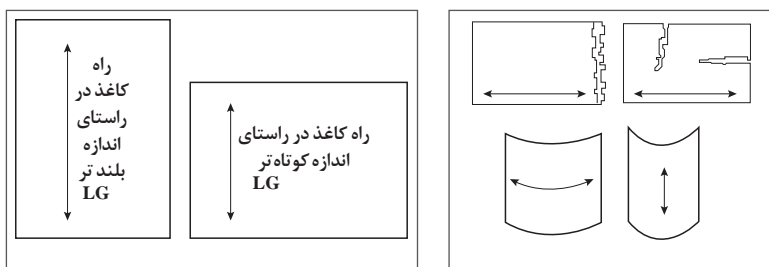 راه
کاغذ در
راستای
اندازه
بلند تر
LG
راه کاغذ در راستای
اندازه کوتاه‌تر
LG